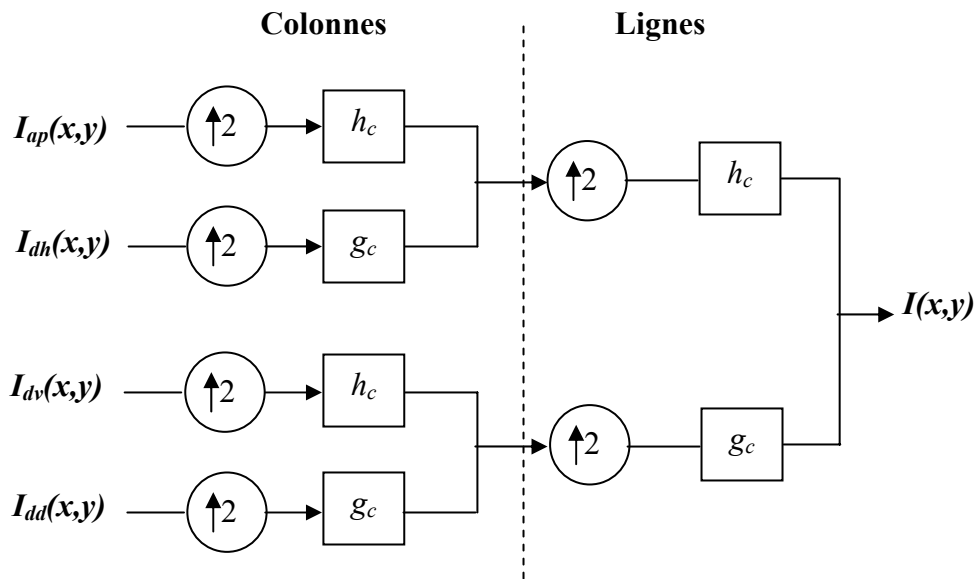 Colonnes Lignes
I_ap(x,y) ↑2 h_c ↑2 h_c
I_dh(x,y) ↑2 g_c
I(x,y)
I_dv(x,y) ↑2 h_c ↑2 g_c
I_dd(x,y) ↑2 g_c